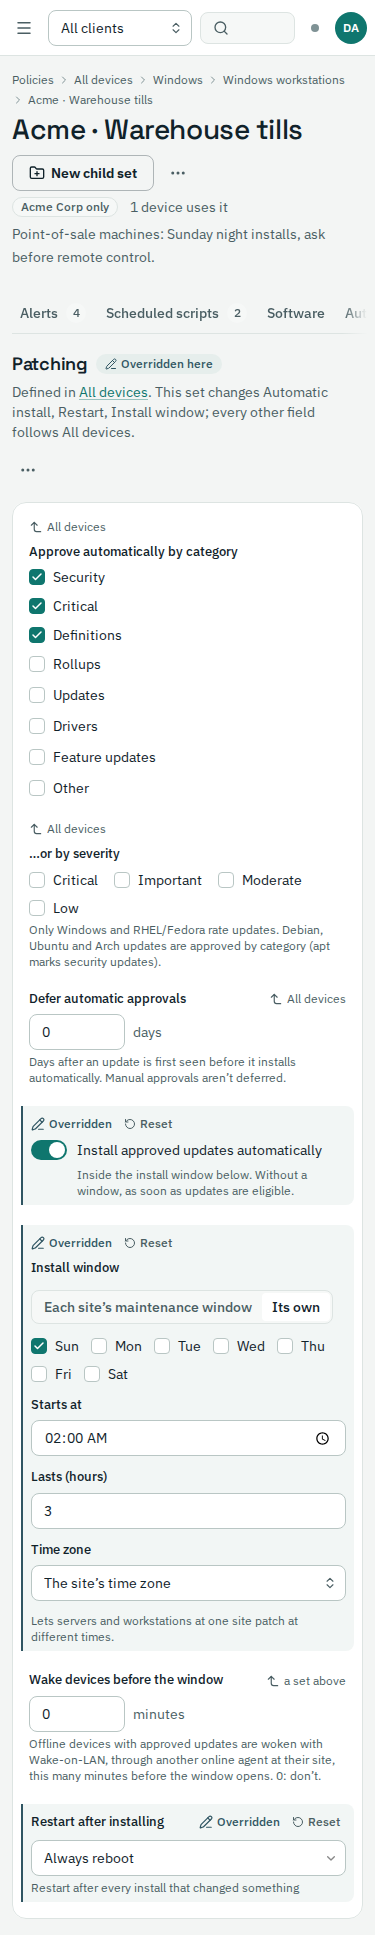 All clients
DA
Policies > All devices > Windows > Windows workstations
> Acme · Warehouse tills
Acme · Warehouse tills
New child set
Acme Corp only 1 device uses it
Point-of-sale machines: Sunday night installs, ask
before remote control.
Alerts 4 Scheduled scripts 2 Software
Patching Overridden here
Defined in All devices. This set changes Automatic
install, Restart, Install window; every other field
follows All devices.
All devices
Approve automatically by category
Security
Critical
Definitions
Rollups
Updates
Drivers
Feature updates
Other
All devices
…or by severity
Critical Important Moderate
Low
Only Windows and RHEL/Fedora rate updates. Debian,
Ubuntu and Arch updates are approved by category (apt
marks security updates).
Defer automatic approvals All devices
0 days
Days after an update is first seen before it installs
automatically. Manual approvals aren’t deferred.
Overridden Reset
Install approved updates automatically
Inside the install window below. Without a
window, as soon as updates are eligible.
Overridden Reset
Install window
Each site’s maintenance window Its own
Sun Mon Tue Wed Thu
Fri Sat
Starts at
02:00 AM
Lasts (hours)
3
Time zone
The site’s time zone
Lets servers and workstations at one site patch at
different times.
Wake devices before the window a set above
0 minutes
Offline devices with approved updates are woken with
Wake-on-LAN, through another online agent at their site,
this many minutes before the window opens. 0: don’t.
Restart after installing Overridden Reset
Always reboot
Restart after every install that changed something